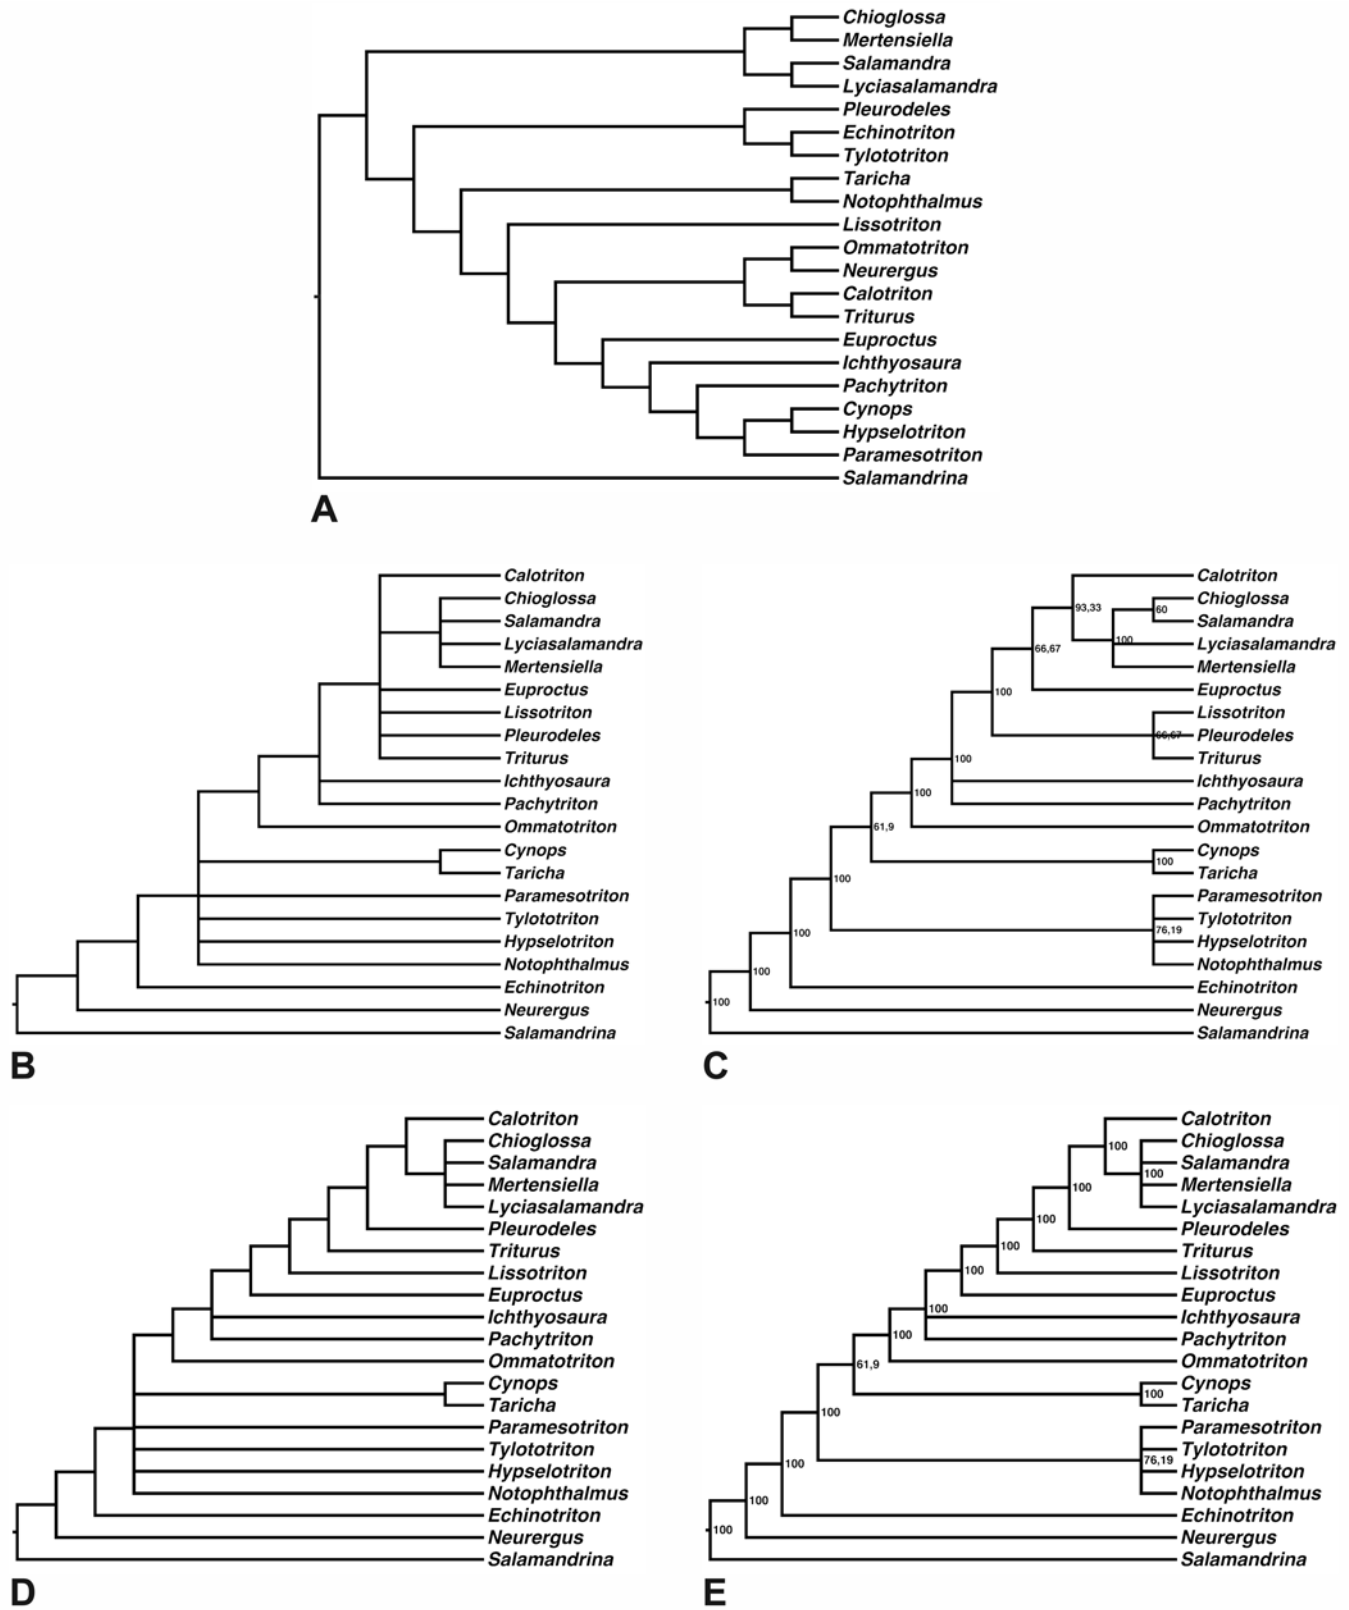 Chioglossa
Mertensiella
Salamandra
Lyciasalamandra
Pleurodeles
Echinotriton
Tylototriton
Taricha
Notophthalmus
Lissotriton
Ommatotriton
Neurergus
Calotriton
Triturus
Euproctus
Ichthyosaura
Pachytriton
Cynops
Hypselotriton
Paramesotriton
Salamandrina
A
Calotriton
Chioglossa
Salamandra
Lyciasalamandra
Mertensiella
Euproctus
Lissotriton
Pleurodeles
Triturus
Ichthyosaura
Pachytriton
Ommatotriton
Cynops
Taricha
Paramesotriton
Tylototriton
Hypselotriton
Notophthalmus
Echinotriton
Neurergus
Salamandrina
B
Calotriton
93,33
Chioglossa
60
Salamandra
100
Lyciasalamandra
66,67
Mertensiella
100
Euproctus
Lissotriton
66,67
Pleurodeles
100
Triturus
Ichthyosaura
100
Pachytriton
61,9
Ommatotriton
Cynops
100
Taricha
100
Paramesotriton
Tylototriton
76,19
100
Hypselotriton
Notophthalmus
100
Echinotriton
100
Neurergus
Salamandrina
C
Calotriton
Chioglossa
Salamandra
Mertensiella
Lyciasalamandra
Pleurodeles
Triturus
Lissotriton
Euproctus
Ichthyosaura
Pachytriton
Ommatotriton
Cynops
Taricha
Paramesotriton
Tylototriton
Hypselotriton
Notophthalmus
Echinotriton
Neurergus
Salamandrina
D
Calotriton
100
Chioglossa
Salamandra
100
100
Mertensiella
Lyciasalamandra
100
Pleurodeles
100
Triturus
100
Lissotriton
Euproctus
100
Ichthyosaura
100
Pachytriton
61,9
Ommatotriton
Cynops
100
Taricha
100
Paramesotriton
Tylototriton
76,19
100
Hypselotriton
Notophthalmus
100
Echinotriton
100
Neurergus
Salamandrina
E